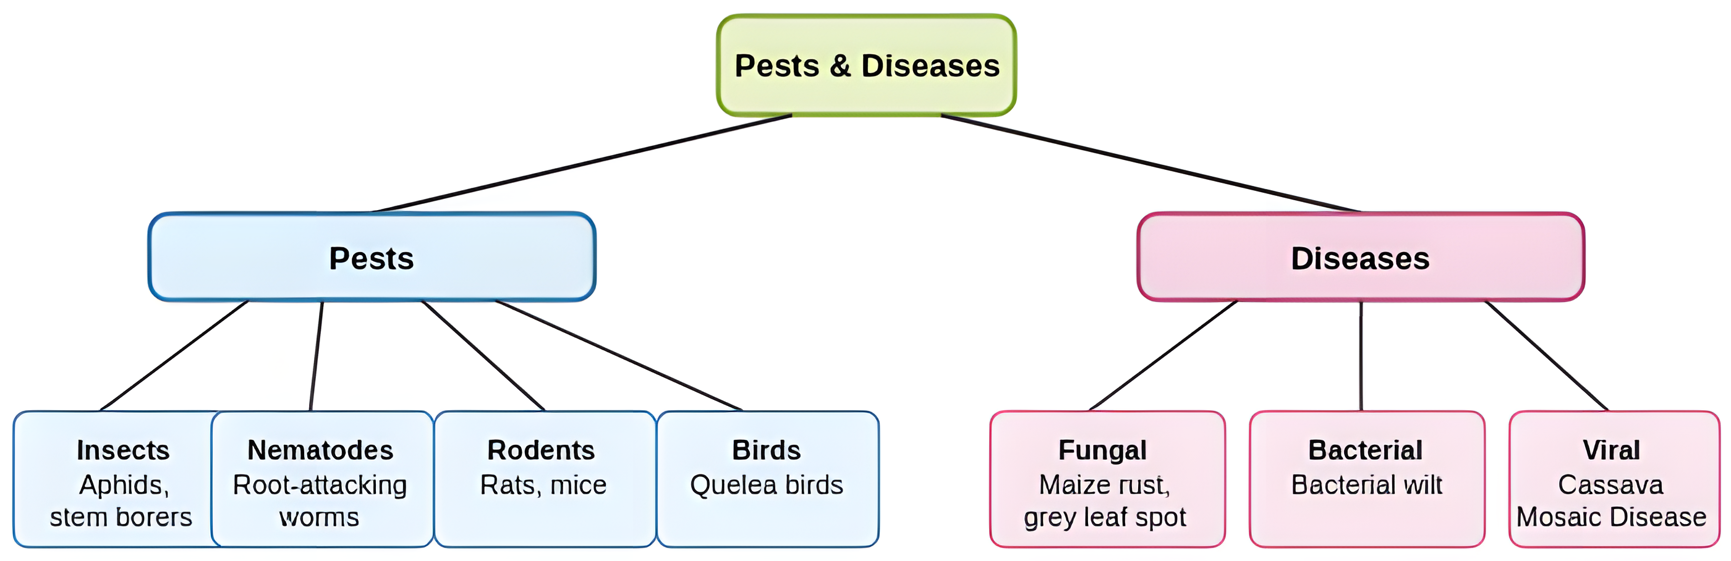 Pests & Diseases
Pests
Diseases
Insects
Aphids,
stem borers
Nematodes
Root-attacking
worms
Rodents
Rats, mice
Birds
Quelea birds
Fungal
Maize rust,
grey leaf spot
Bacterial
Bacterial wilt
Viral
Cassava
Mosaic Disease